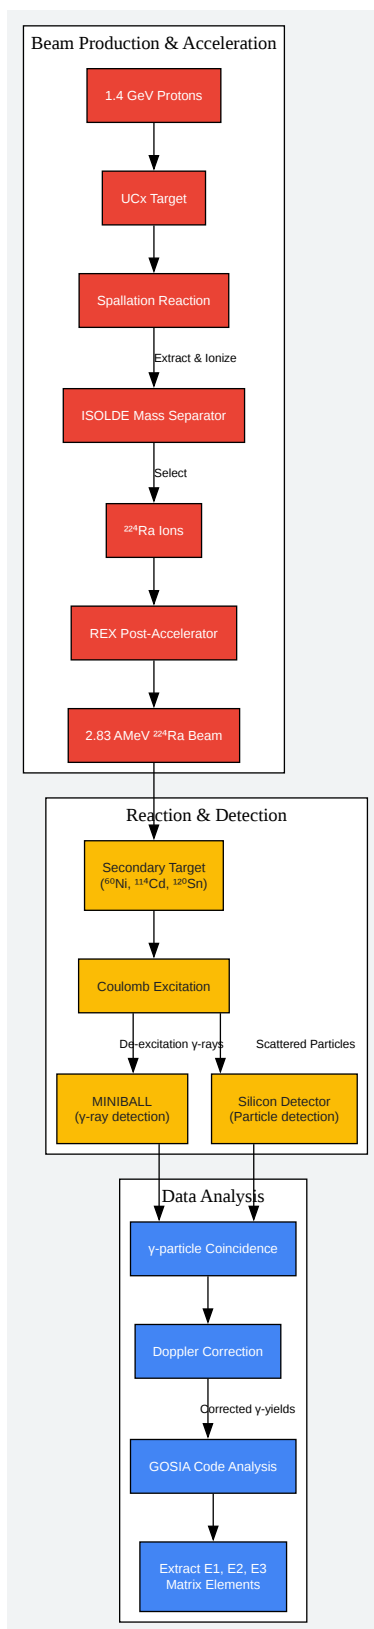 Beam Production & Acceleration
1.4 GeV Protons
UCx Target
Spallation Reaction
Extract & Ionize
ISOLDE Mass Separator
Select
²²⁴Ra Ions
REX Post-Accelerator
2.83 AMeV ²²⁴Ra Beam
Reaction & Detection
Secondary Target
(⁶⁰Ni, ¹¹⁴Cd, ¹²⁰Sn)
Coulomb Excitation
De-excitation γ-rays
Scattered Particles
MINIBALL
(γ-ray detection)
Silicon Detector
(Particle detection)
Data Analysis
γ-particle Coincidence
Doppler Correction
Corrected γ-yields
GOSIA Code Analysis
Extract E1, E2, E3
Matrix Elements